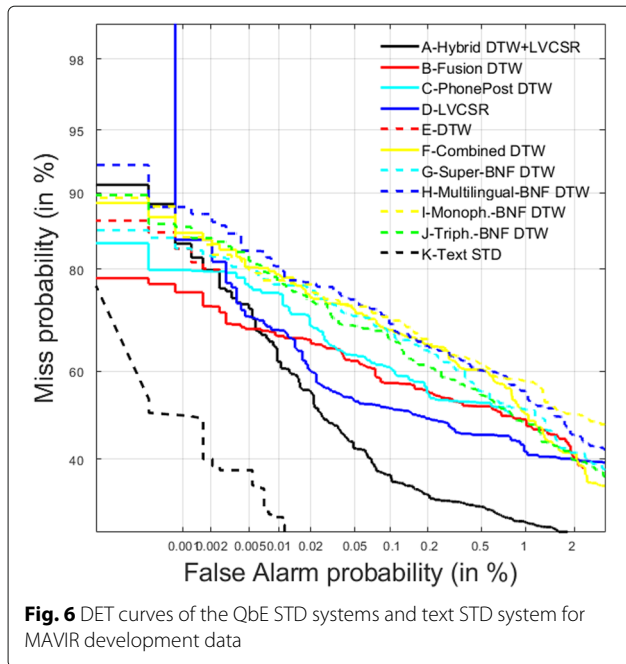 98
95
90
80
60
40
Miss probability (in %)
A-Hybrid DTW+LVCSR
B-Fusion DTW
C-PhonePost DTW
D-LVCSR
E-DTW
F-Combined DTW
G-Super-BNF DTW
H-Multilingual-BNF DTW
I-Monoph.-BNF DTW
J-Triph.-BNF DTW
K-Text STD
0.001 0.002 0.005 0.01 0.02 0.05 0.1 0.2 0.5 1 2
False Alarm probability (in %)
Fig. 6 DET curves of the QbE STD systems and text STD system for
MAVIR development data